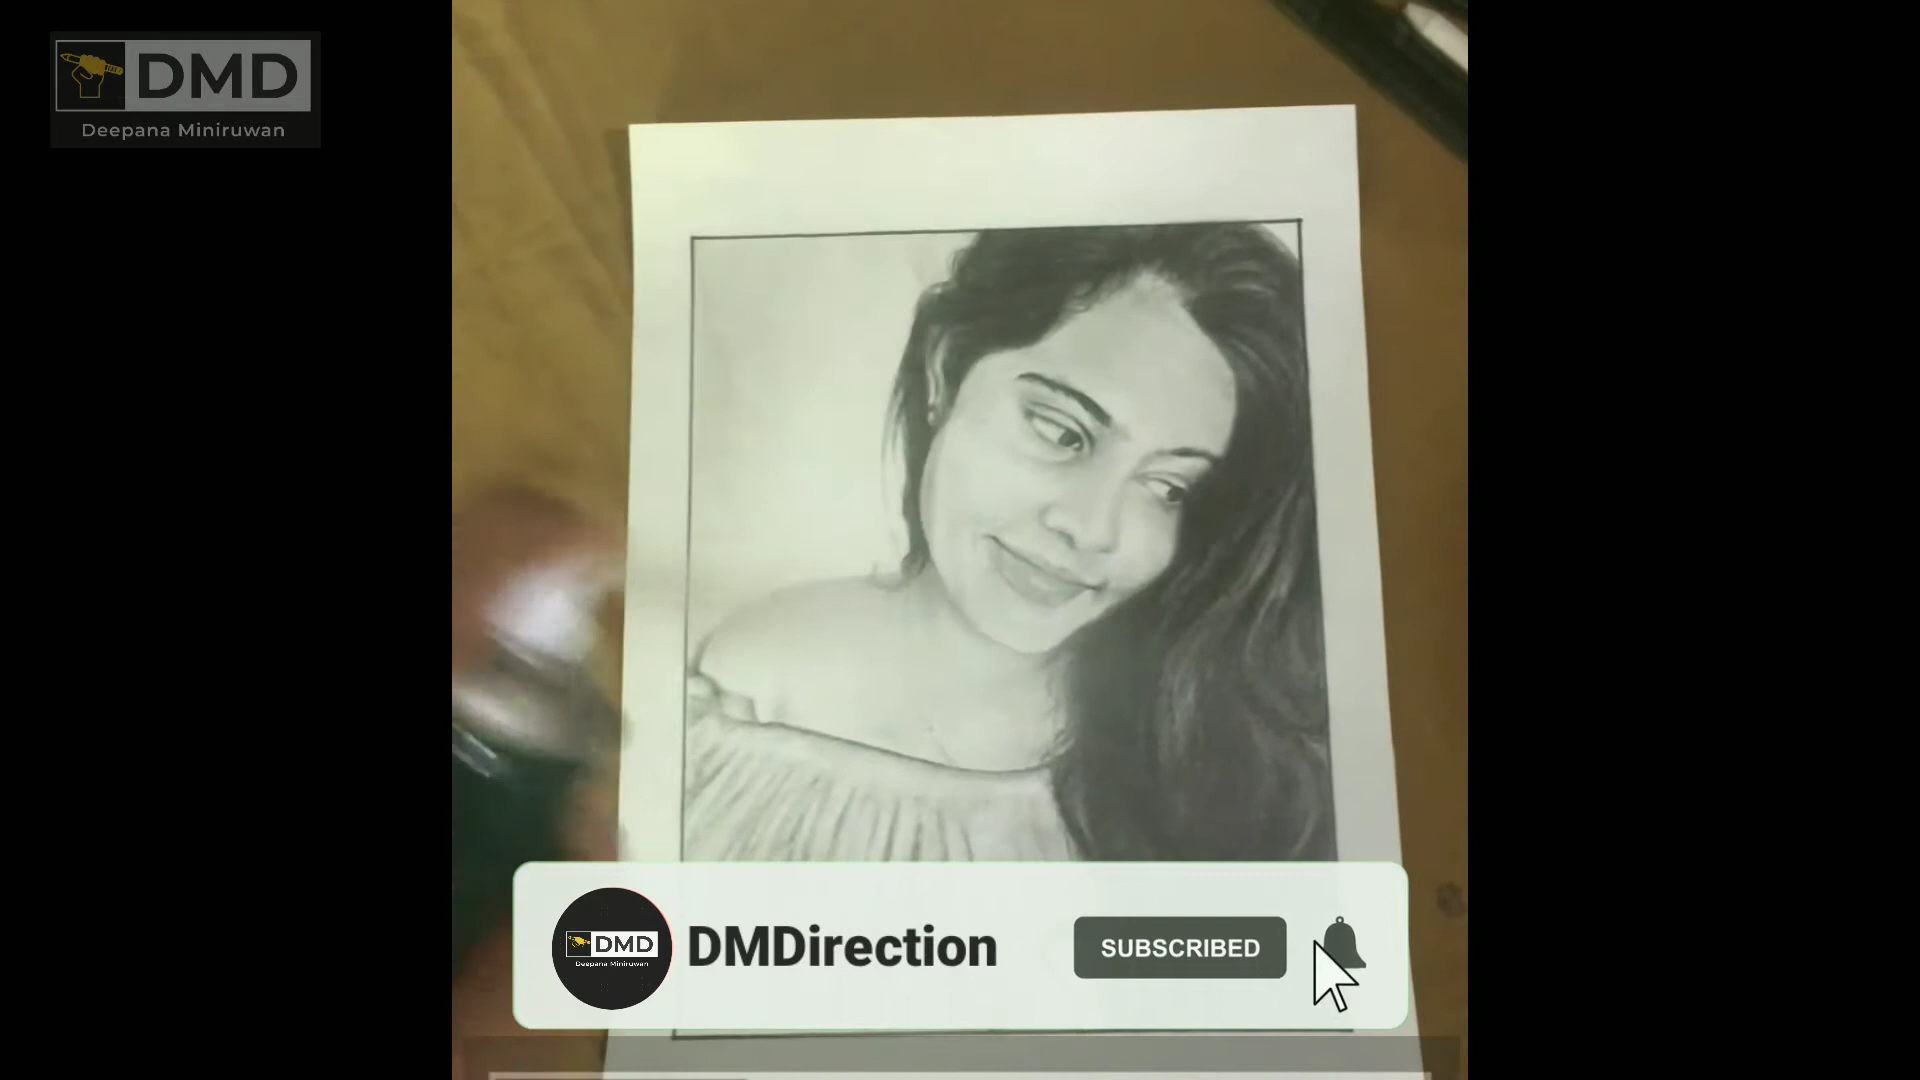 DMD
Deepana Miniruwan
DMD
Deepana Miniruwan
DMDirection
SUBSCRIBED